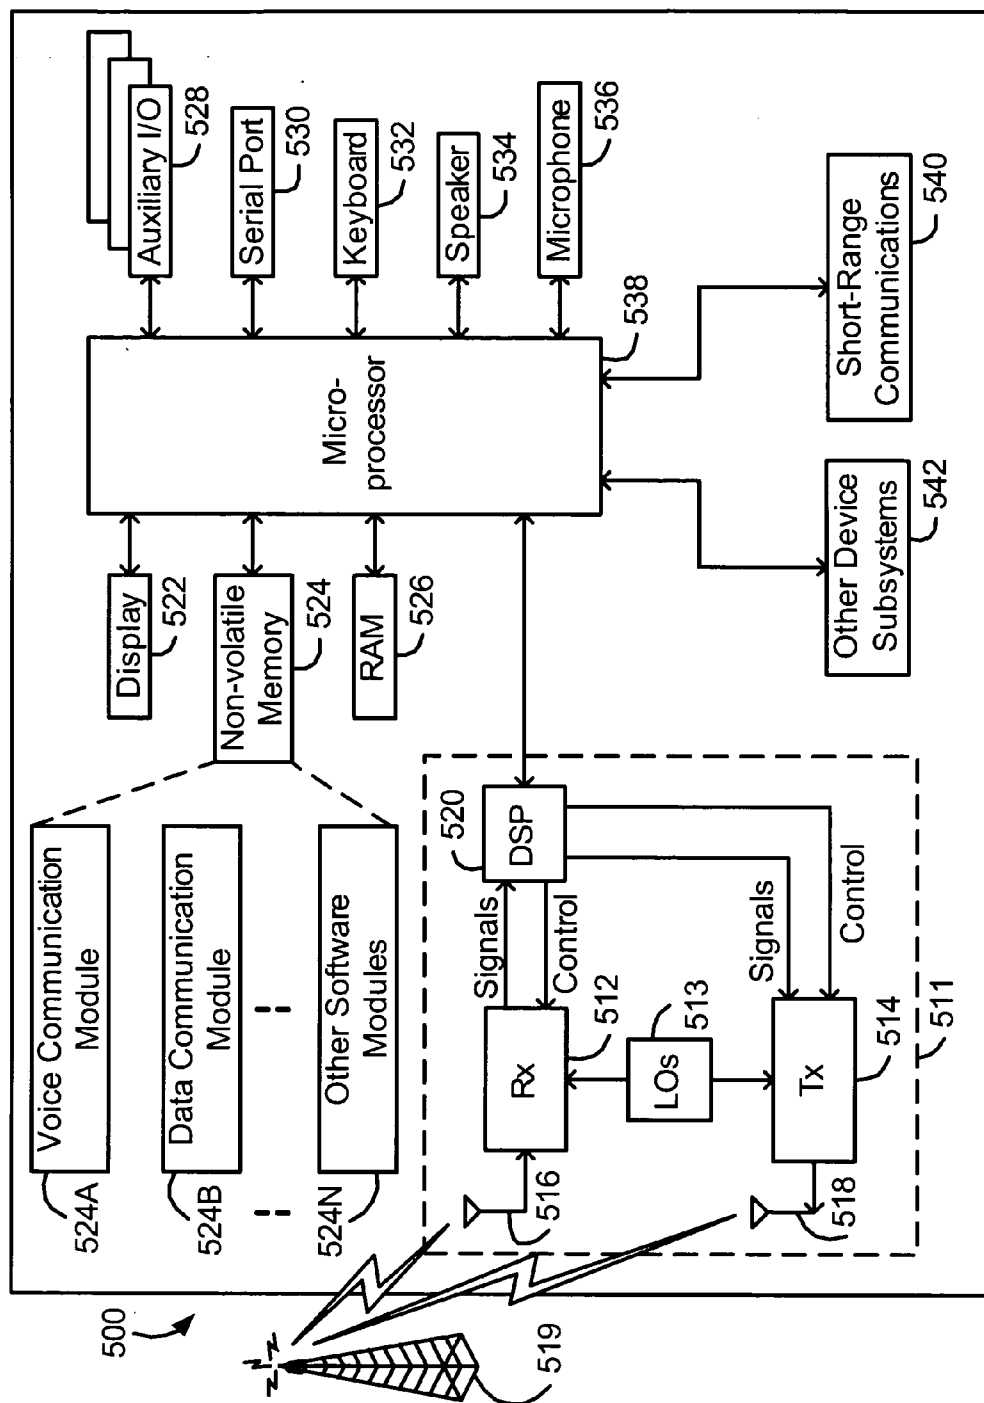 500
519
Voice Communication
Module
524A
Data Communication
Module
524B
Other Software
Modules
524N
Display
522
Non-volatile
Memory
524
RAM
526
Micro-
processor
538
Auxiliary I/O
528
Serial Port
530
Keyboard
532
Speaker
534
Microphone
536
Short-Range
Communications
540
Other Device
Subsystems
542
DSP
520
Signals
Control
Rx
512
LOs
513
Tx
514
Signals
Control
516
518
511